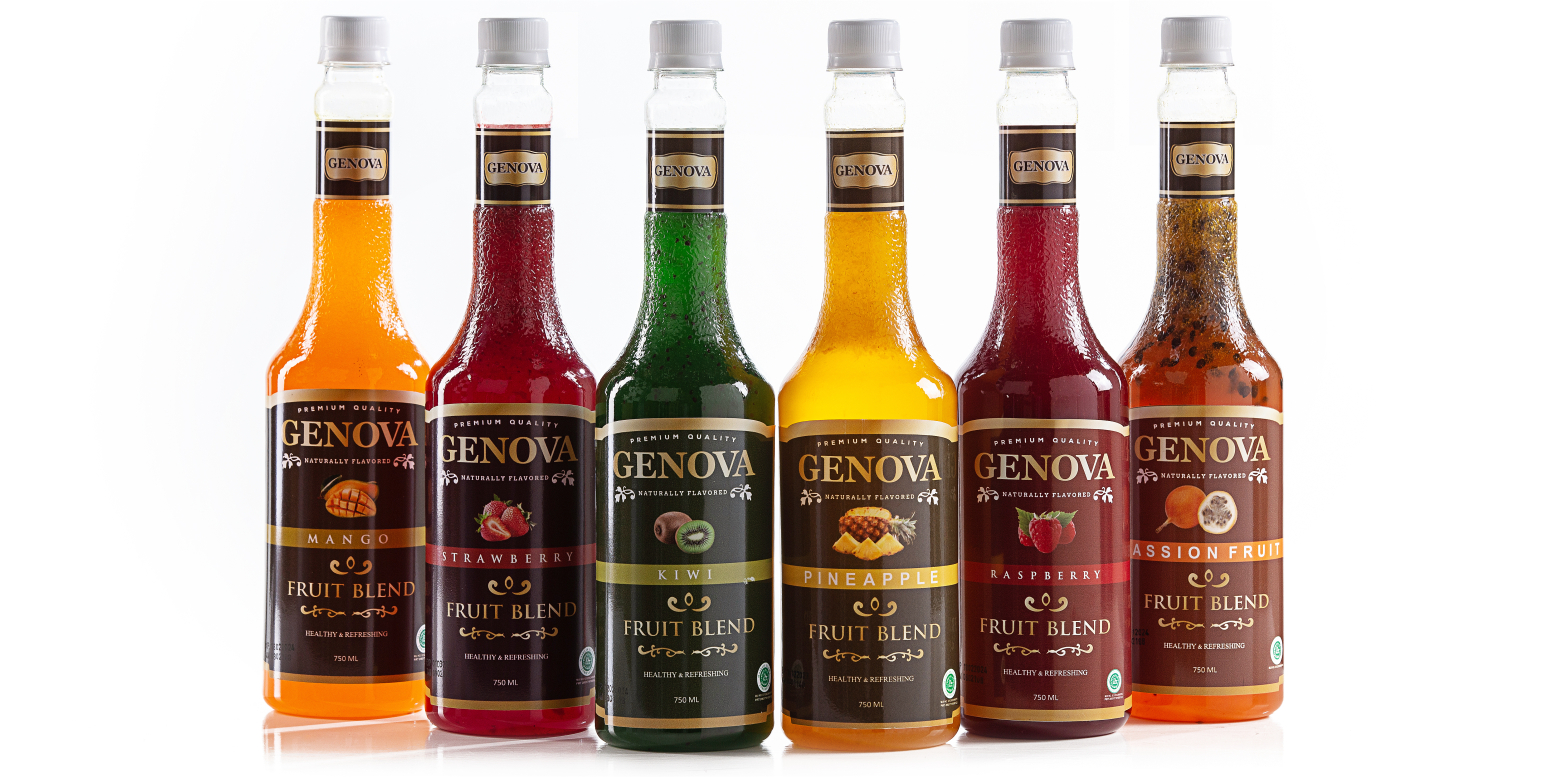 GENOVA
PREMIUM QUALITY
GENOVA
NATURALLY FLAVORED
MANGO
FRUIT BLEND
HEALTHY & REFRESHING
750 ML
GENOVA
PREMIUM QUALITY
GENOVA
NATURALLY FLAVORED
STRAWBERRY
FRUIT BLEND
HEALTHY & REFRESHING
750 ML
GENOVA
PREMIUM QUALITY
GENOVA
NATURALLY FLAVORED
KIWI
FRUIT BLEND
HEALTHY & REFRESHING
750 ML
GENOVA
PREMIUM QUALITY
GENOVA
NATURALLY FLAVORED
PINEAPPLE
FRUIT BLEND
HEALTHY & REFRESHING
750 ML
GENOVA
PREMIUM QUALITY
GENOVA
NATURALLY FLAVORED
RASPBERRY
FRUIT BLEND
HEALTHY & REFRESHING
750 ML
GENOVA
PREMIUM QUALITY
GENOVA
NATURALLY FLAVORED
ASSION FRUIT
FRUIT BLEND
HEALTHY & REFRESHING
750 ML